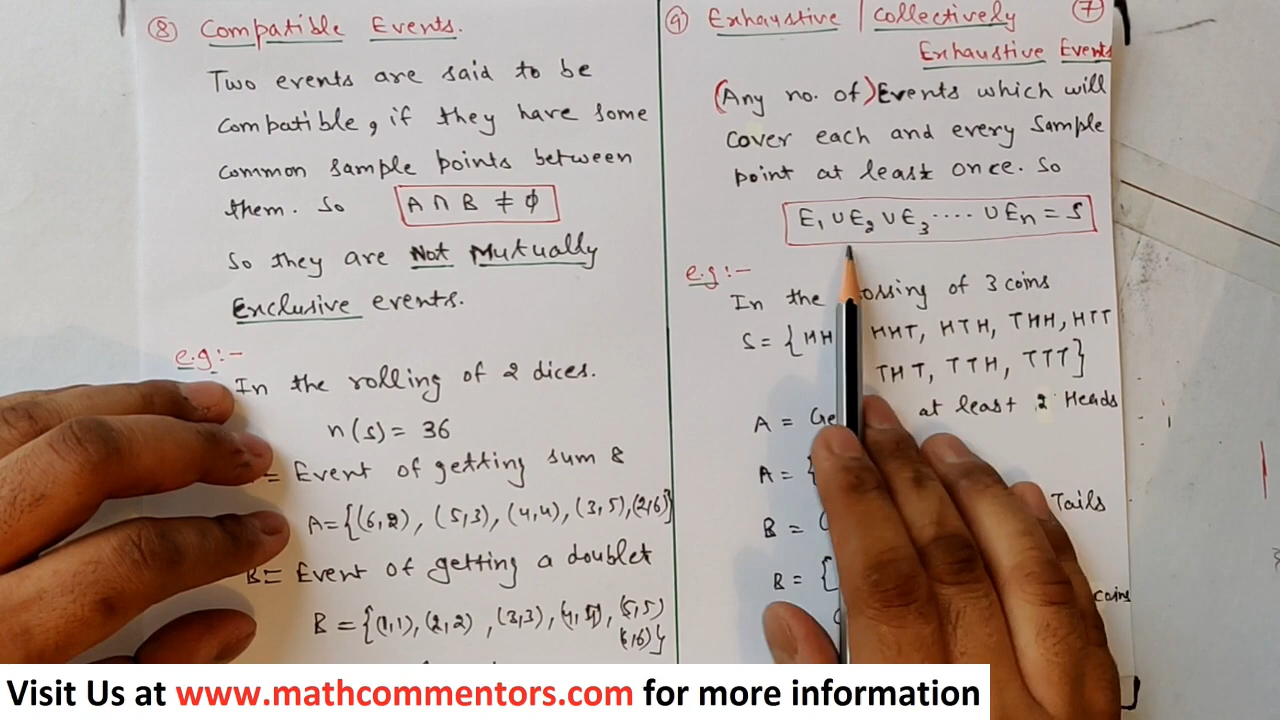 ⑧ Compatible Events.
Two events are said to be
compatible, if they have some
common sample points between
them. So A ∩ B ≠ ϕ
So they are Not Mutually
Exclusive events.
e.g:-
In the rolling of 2 dices.
n(s) = 36
= Event of getting sum 8
A={(6,2), (5,3), (4,4), (3,5),(2,6)}
B= Event of getting a doublet
B={(1,1),(2,2),(3,3),(4,4),(5,5)
(6,6)}
⑨ Exhaustive / Collectively ⑦
Exhaustive Events
(Any no. of) Events which will
cover each and every sample
point at least once. So
E₁ ∪ E₂ ∪ E₃ ..... ∪ Eₙ = S
e.g:-
In the tossing of 3 coins
S = { HHT, HTH, THH, HTT
THT, TTH, TTT}
A = at least 2 Heads
A = {
B = Tails
B = {
coins
Visit Us at www.mathcommentors.com for more information